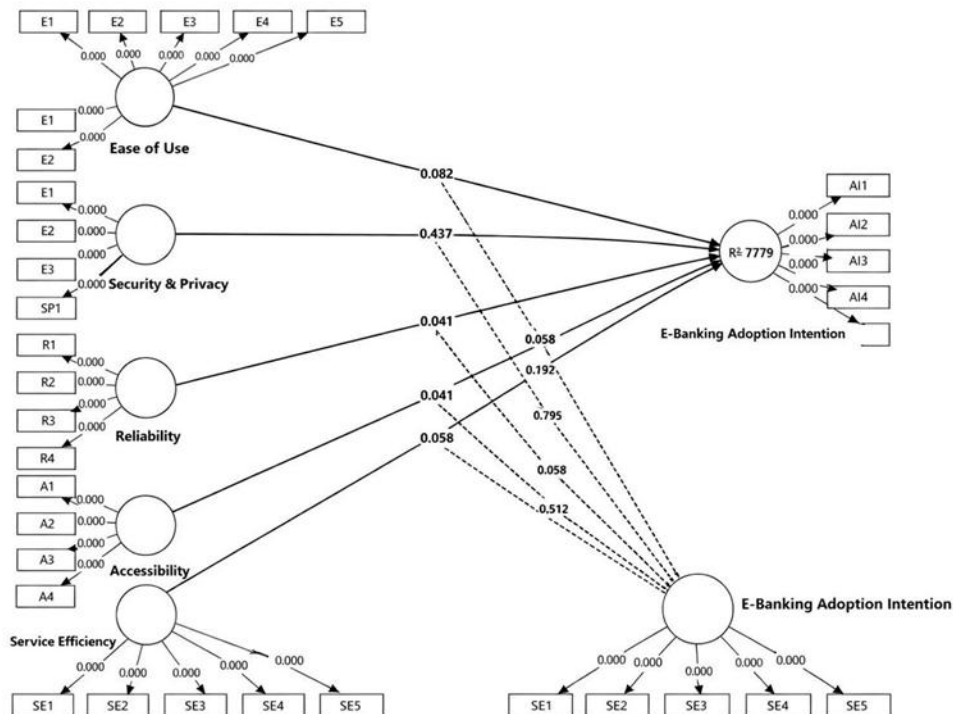 E1 E2 E3 E4 E5
0.000 0.000 0.000 0.000 0.000
E1 0.000
0.000
E2
Ease of Use
0.082
E1
0.000
E2 0.000
0.000
E3
0.000
Security & Privacy
SP1
0.437
AI1
0.000
AI2
0.000
R² 7779
0.000
AI3
0.000
AI4
E-Banking Adoption Intention
R1
0.000
R2 0.000
0.000
R3
0.000
Reliability
R4
0.041
0.058
0.192
0.041
0.795
0.058
0.058
0.512
A1
0.000
A2 0.000
0.000
A3
0.000
Accessibility
A4
Service Efficiency
0.000 0.000 0.000 0.000 0.000
SE1 SE2 SE3 SE4 SE5
E-Banking Adoption Intention
0.000 0.000 0.000 0.000 0.000
SE1 SE2 SE3 SE4 SE5